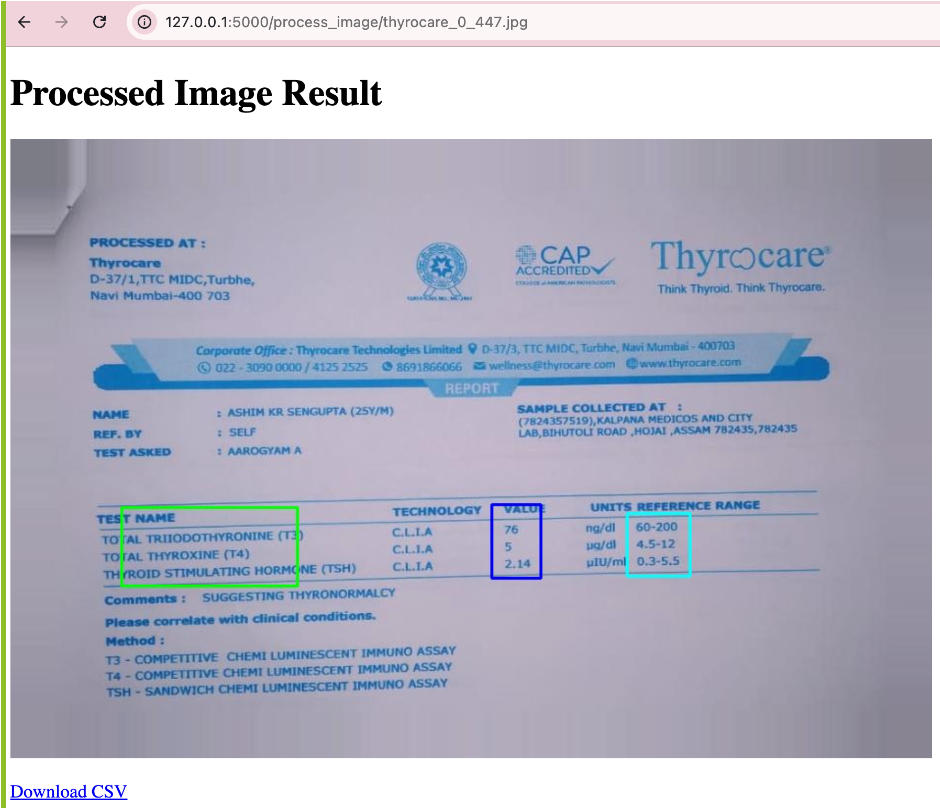 127.0.0.1:5000/process_image/thyrocare_0_447.jpg
Processed Image Result
PROCESSED AT :
Thyrocare
D-37/1,TTC MIDC,Turbhe,
Navi Mumbai-400 703
CAP
ACCREDITED
COLLEGE of AMERICAN PATHOLOGISTS
Thyrocare®
Think Thyroid. Think Thyrocare.
Corporate Office : Thyrocare Technologies Limited D-37/3, TTC MIDC, Turbhe, Navi Mumbai - 400703
022 - 3090 0000 / 4125 2525 8691866066 wellness@thyrocare.com www.thyrocare.com
REPORT
NAME : ASHIM KR SENGUPTA (25Y/M)
REF. BY : SELF
TEST ASKED : AAROGYAM A
SAMPLE COLLECTED AT :
(7824357519),KALPANA MEDICOS AND CITY
LAB,BIHUTOLI ROAD ,HOJAI ,ASSAM 782435,782435
TEST NAME TECHNOLOGY VALUE UNITS REFERENCE RANGE
TOTAL TRIIODOTHYRONINE (T3) C.L.I.A 76 ng/dl 60-200
TOTAL THYROXINE (T4) C.L.I.A 5 µg/dl 4.5-12
THYROID STIMULATING HORMONE (TSH) C.L.I.A 2.14 µIU/ml 0.3-5.5
Comments : SUGGESTING THYRONORMALCY
Please correlate with clinical conditions.
Method :
T3 - COMPETITIVE CHEMI LUMINESCENT IMMUNO ASSAY
T4 - COMPETITIVE CHEMI LUMINESCENT IMMUNO ASSAY
TSH - SANDWICH CHEMI LUMINESCENT IMMUNO ASSAY
Download CSV